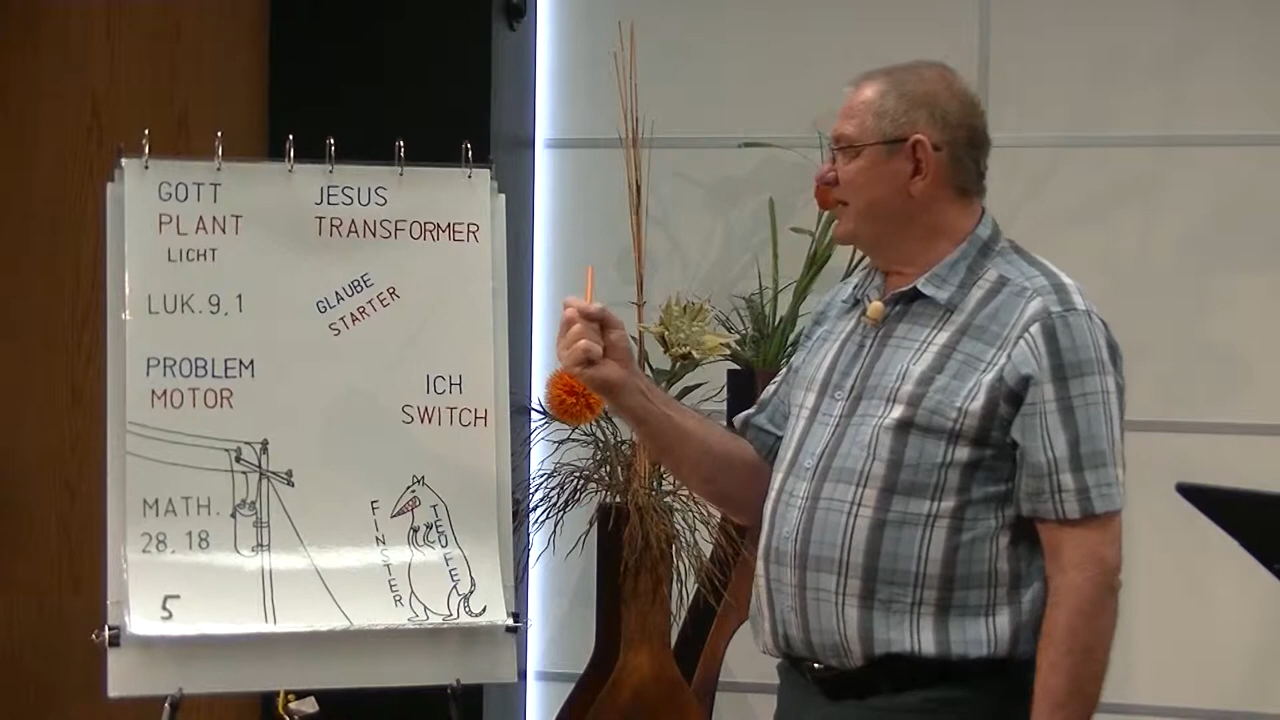 GOTT
PLANT
LICHT
JESUS
TRANSFORMER
LUK. 9, 1
GLAUBE
STARTER
PROBLEM
MOTOR
ICH
SWITCH
MATH.
28, 18
FINSTER
TEUFEL
5